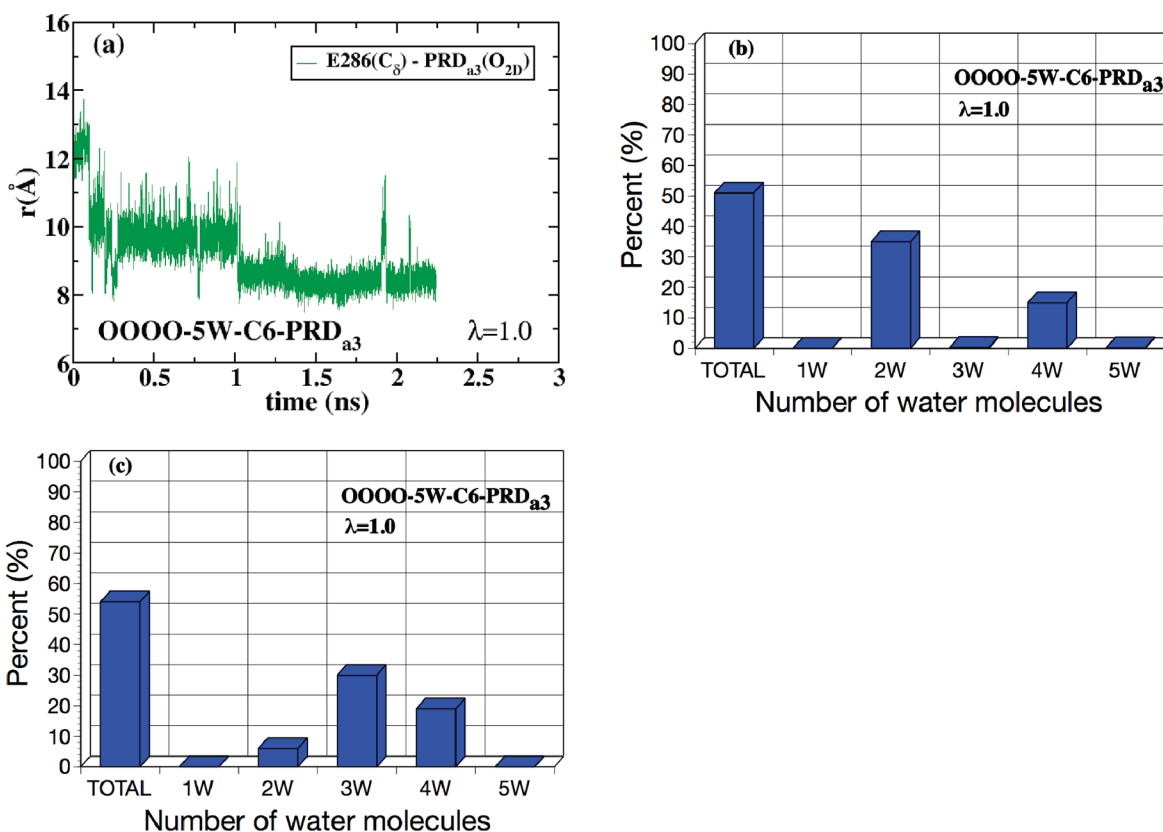 (a)
E286(Cδ) - PRDa3(O2D)
16
14
12
10
8
6
r(Å)
OOOO-5W-C6-PRDa3 λ=1.0
0 0.5 1 1.5 2 2.5 3
time (ns)
(b)
OOOO-5W-C6-PRDa3
λ=1.0
100
90
80
70
60
50
40
30
20
10
0
Percent (%)
TOTAL 1W 2W 3W 4W 5W
Number of water molecules
(c)
OOOO-5W-C6-PRDa3
λ=1.0
100
90
80
70
60
50
40
30
20
10
0
Percent (%)
TOTAL 1W 2W 3W 4W 5W
Number of water molecules